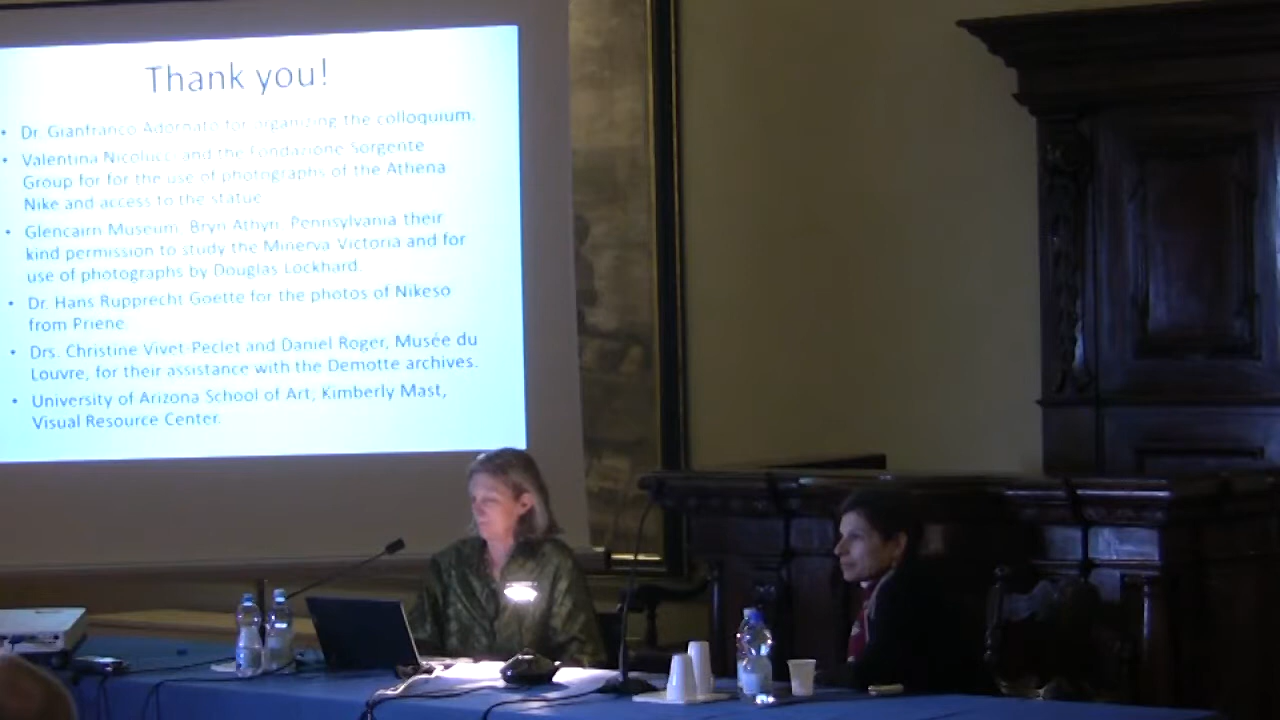 Thank you!
• Dr. Gianfranco Adornato for organizing the colloquium.
• Valentina Nicolucci and the Fondazione Sorgente
Group for for the use of photographs of the Athena
Nike and access to the statue.
• Glencairn Museum, Bryn Athyn, Pennsylvania their
kind permission to study the Minerva Victoria and for
use of photographs by Douglas Lockhard.
• Dr. Hans Rupprecht Goette for the photos of Nikeso
from Priene.
• Drs. Christine Vivet-Peclet and Daniel Roger, Musée du
Louvre, for their assistance with the Demotte archives.
• University of Arizona School of Art, Kimberly Mast,
Visual Resource Center.